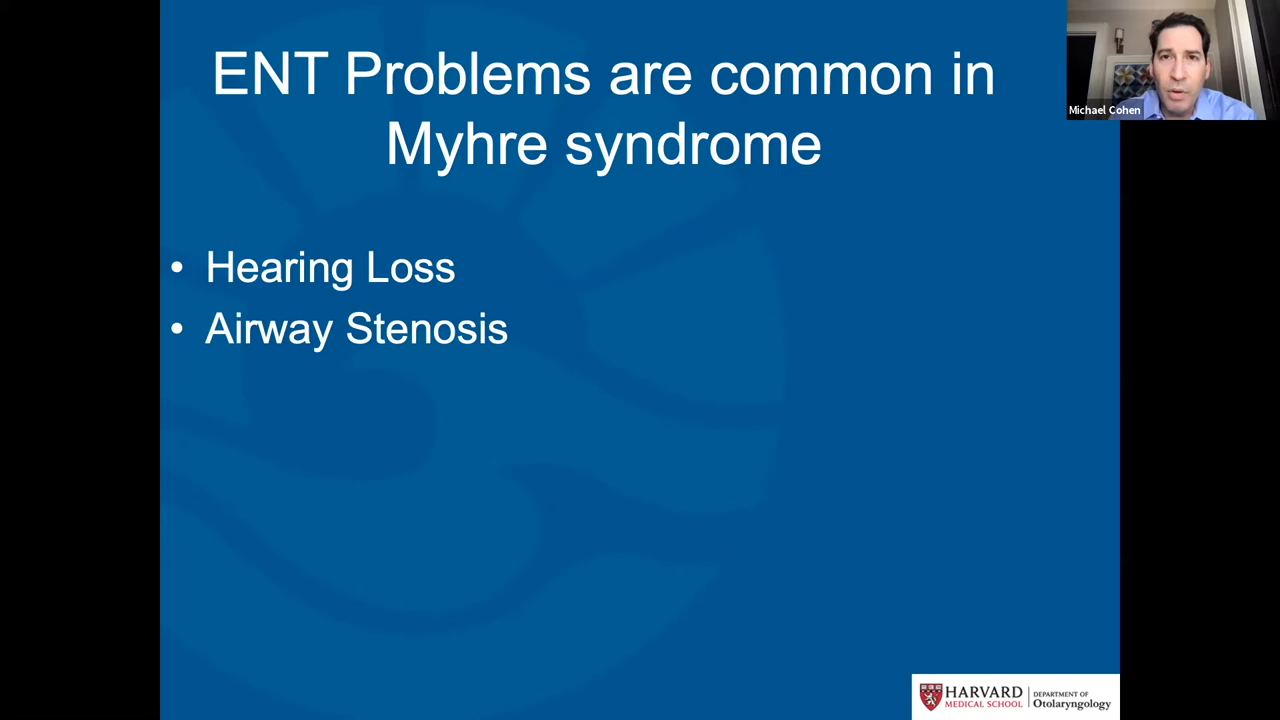 ENT Problems are common in
Myhre syndrome
Michael Cohen
• Hearing Loss
• Airway Stenosis
HARVARD
MEDICAL SCHOOL
DEPARTMENT OF
Otolaryngology